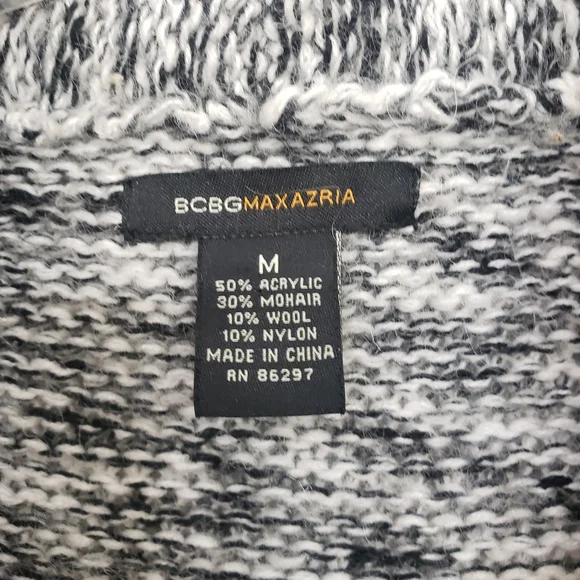 BCBGMAXAZRIA
M
50% ACRYLIC
30% MOHAIR
10% WOOL
10% NYLON
MADE IN CHINA
RN 86297